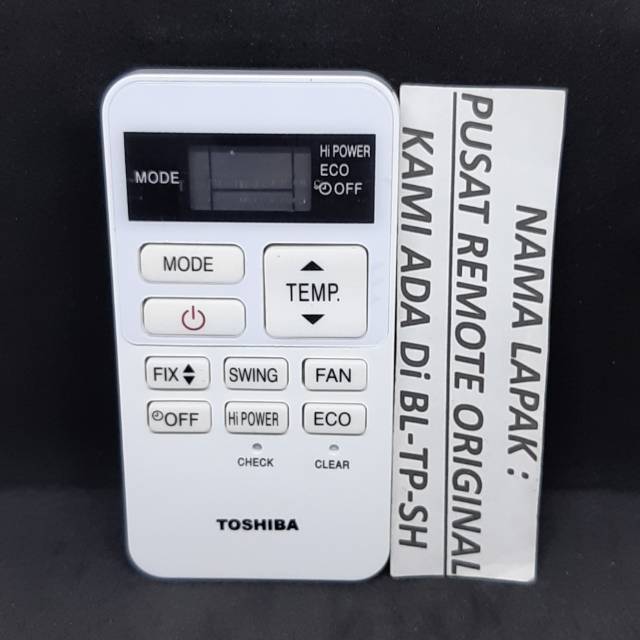 MODE
Hi POWER
ECO
OFF
MODE
TEMP.
FIX
SWING
FAN
OFF
Hi POWER
ECO
CHECK
CLEAR
TOSHIBA
NAMA LAPAK :
PUSAT REMOTE ORIGINAL
KAMI ADA Di BL-TP-SH